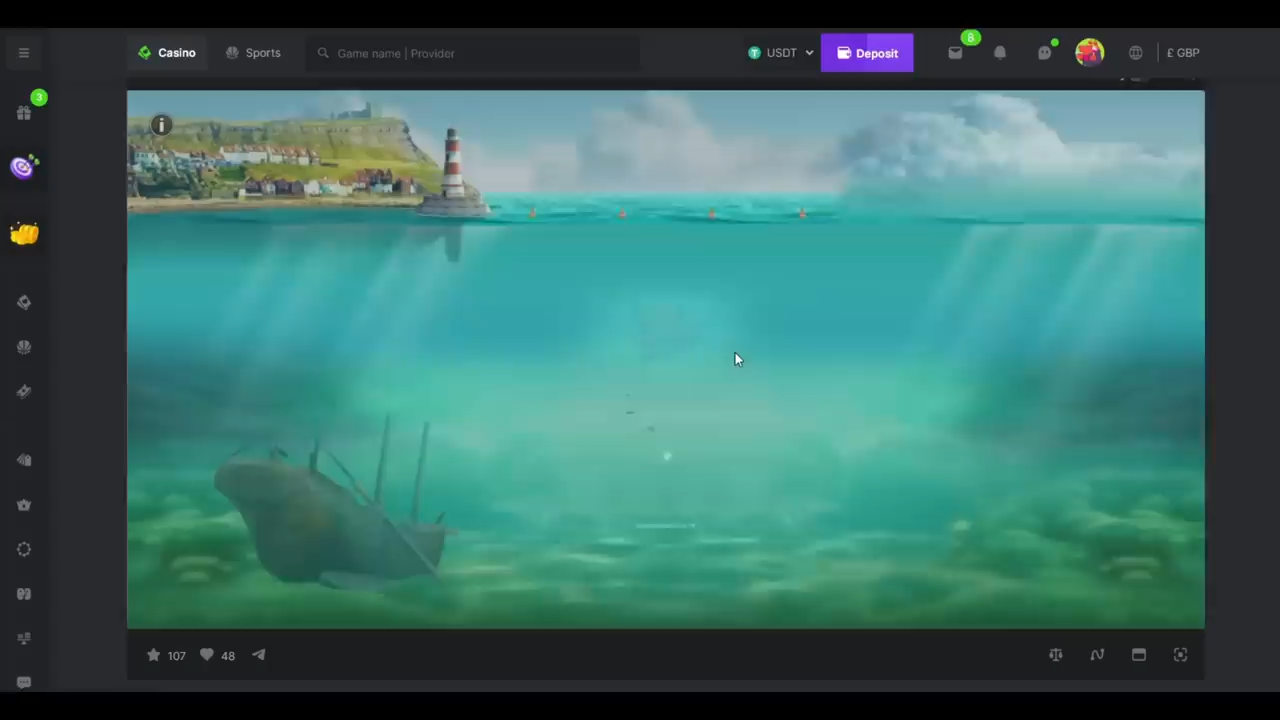 Casino
Sports
Game name | Provider
USDT
Deposit
8
£ GBP
3
107
48